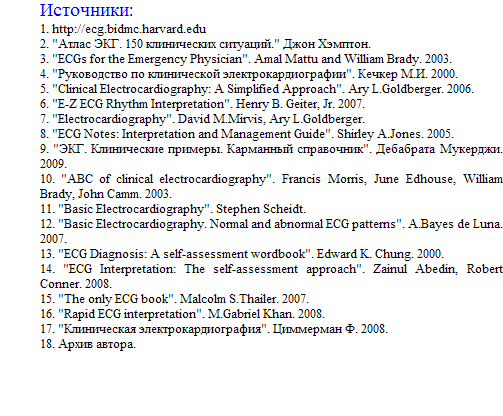 Источники:
1. http://ecg.bidmc.harvard.edu
2. "Атлас ЭКГ. 150 клинических ситуаций." Джон Хэмптон.
3. "ECGs for the Emergency Physician". Amal Mattu and William Brady. 2003.
4. "Руководство по клинической электрокардиографии". Кечкер М.И. 2000.
5. "Clinical Electrocardiography: A Simplified Approach". Ary L.Goldberger. 2006.
6. "E-Z ECG Rhythm Interpretation". Henry B. Geiter, Jr. 2007.
7. "Electrocardiography". David M.Mirvis, Ary L.Goldberger.
8. "ECG Notes: Interpretation and Management Guide". Shirley A.Jones. 2005.
9. "ЭКГ. Клинические примеры. Карманный справочник". Дебабрата Мукерджи.
2009.
10. "ABC of clinical electrocardiography". Francis Morris, June Edhouse, William
Brady, John Camm. 2003.
11. "Basic Electrocardiography". Stephen Scheidt.
12. "Basic Electrocardiography. Normal and abnormal ECG patterns". A.Bayes de Luna.
2007.
13. "ECG Diagnosis: A self-assessment wordbook". Edward K. Chung. 2000.
14. "ECG Interpretation: The self-assessment approach". Zainul Abedin, Robert
Conner. 2008.
15. "The only ECG book". Malcolm S.Thailer. 2007.
16. "Rapid ECG interpretation". M.Gabriel Khan. 2008.
17. "Клиническая электрокардиография". Циммерман Ф. 2008.
18. Архив автора.